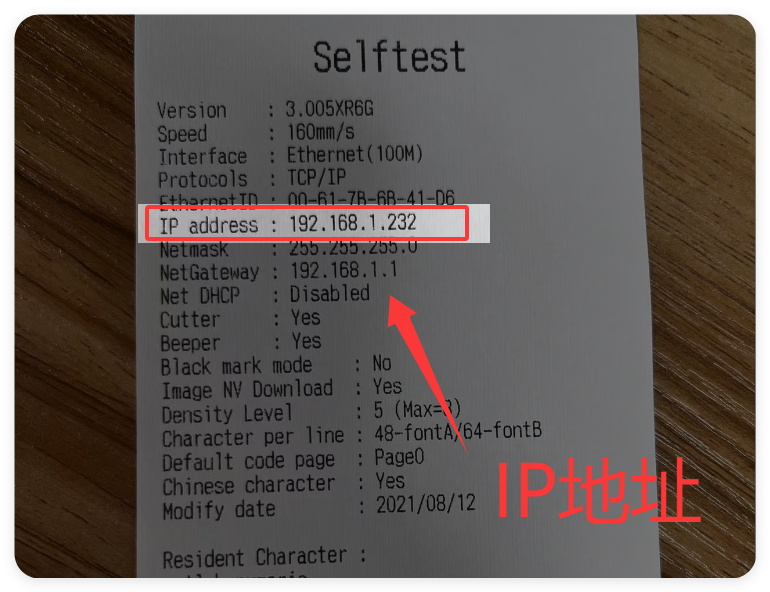 Selftest
Version : 3.005XR6G
Speed : 160mm/s
Interface : Ethernet(100M)
Protocols : TCP/IP
EthernetID : 00-61-7B-6B-41-D6
IP address : 192.168.1.232
Netmask : 255.255.255.0
NetGateway : 192.168.1.1
Net DHCP : Disabled
Cutter : Yes
Beeper : Yes
Black mark mode : No
Image NV Download : Yes
Density Level : 5 (Max=8)
Character per line : 48-fontA/64-fontB
Default code page : Page0
Chinese character : Yes
Modify date : 2021/08/12
IP地址
Resident Character :